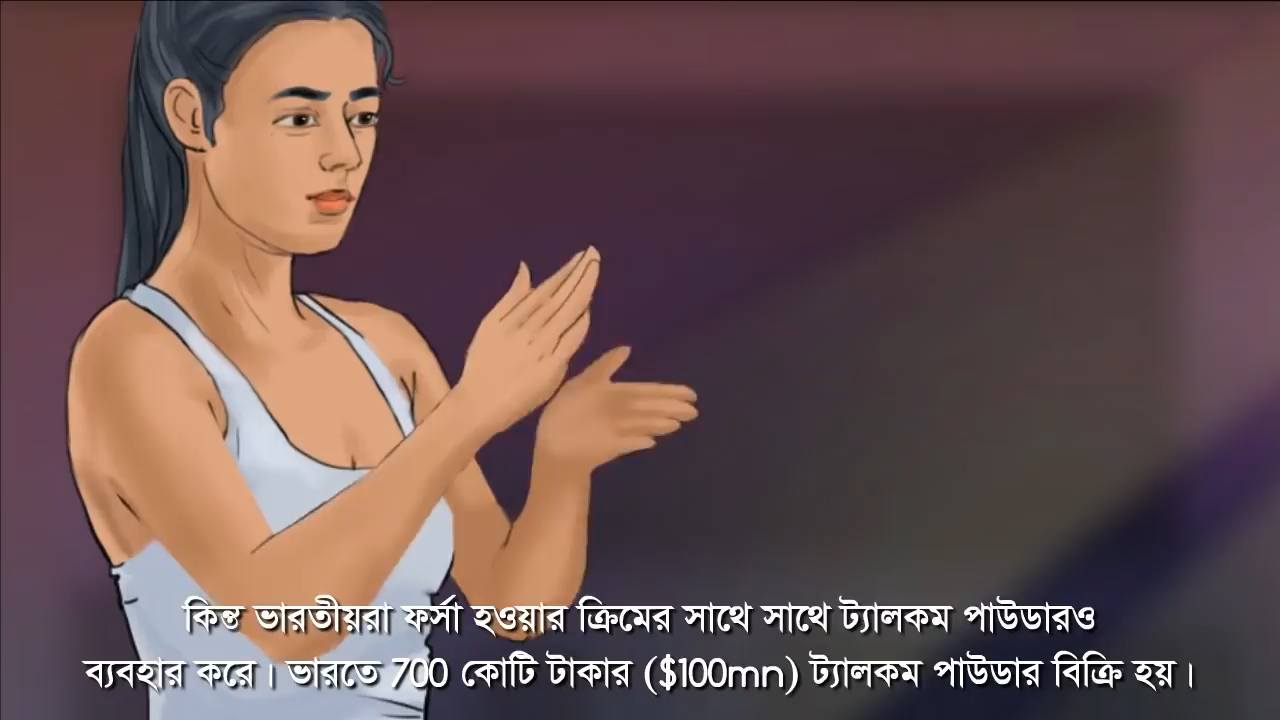 কিন্তু ভারতীয়রা ফর্সা হওয়ার ক্রিমের সাথে সাথে ট্যালকম পাউডারও
ব্যবহার করে। ভারতে 700 কোটি টাকার ($100mn) ট্যালকম পাউডার বিক্রি হয়।